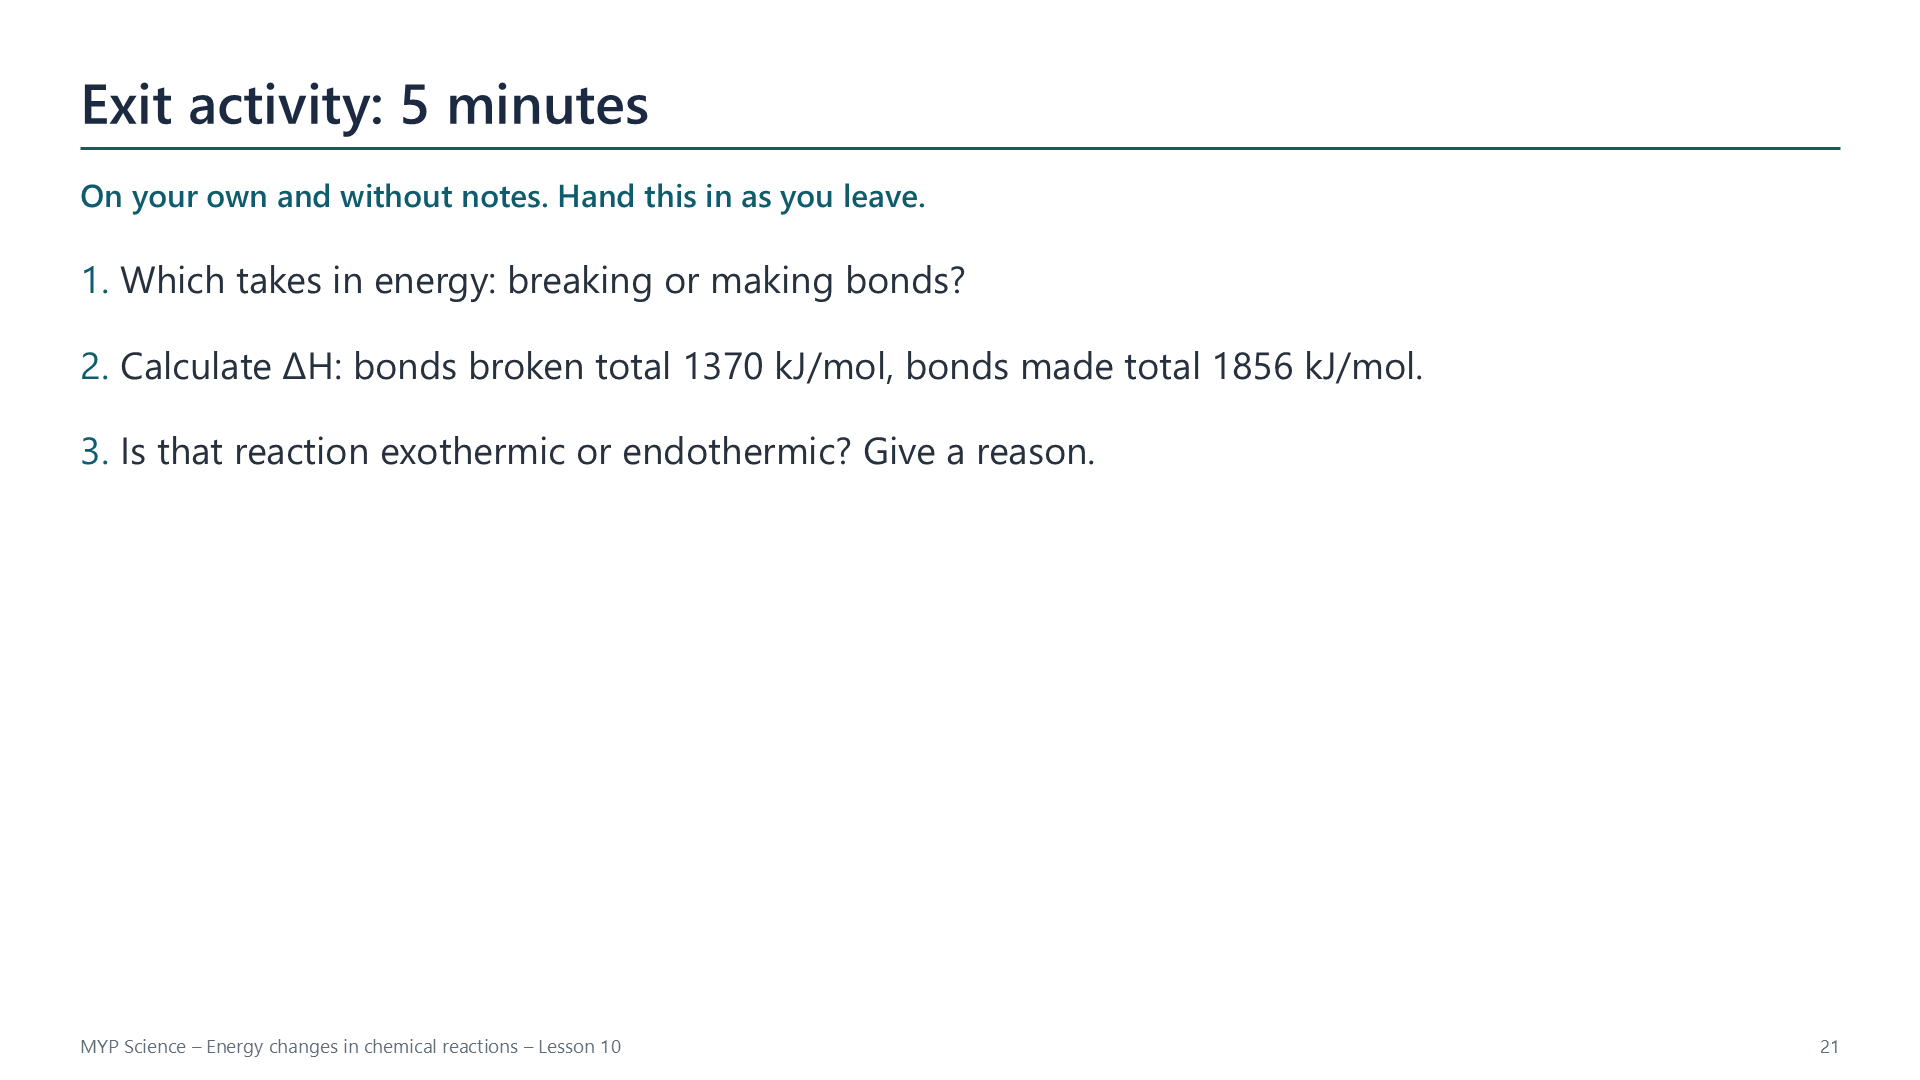 Exit activity: 5 minutes
On your own and without notes. Hand this in as you leave.
1. Which takes in energy: breaking or making bonds?
2. Calculate ΔH: bonds broken total 1370 kJ/mol, bonds made total 1856 kJ/mol.
3. Is that reaction exothermic or endothermic? Give a reason.
MYP Science – Energy changes in chemical reactions – Lesson 10
21